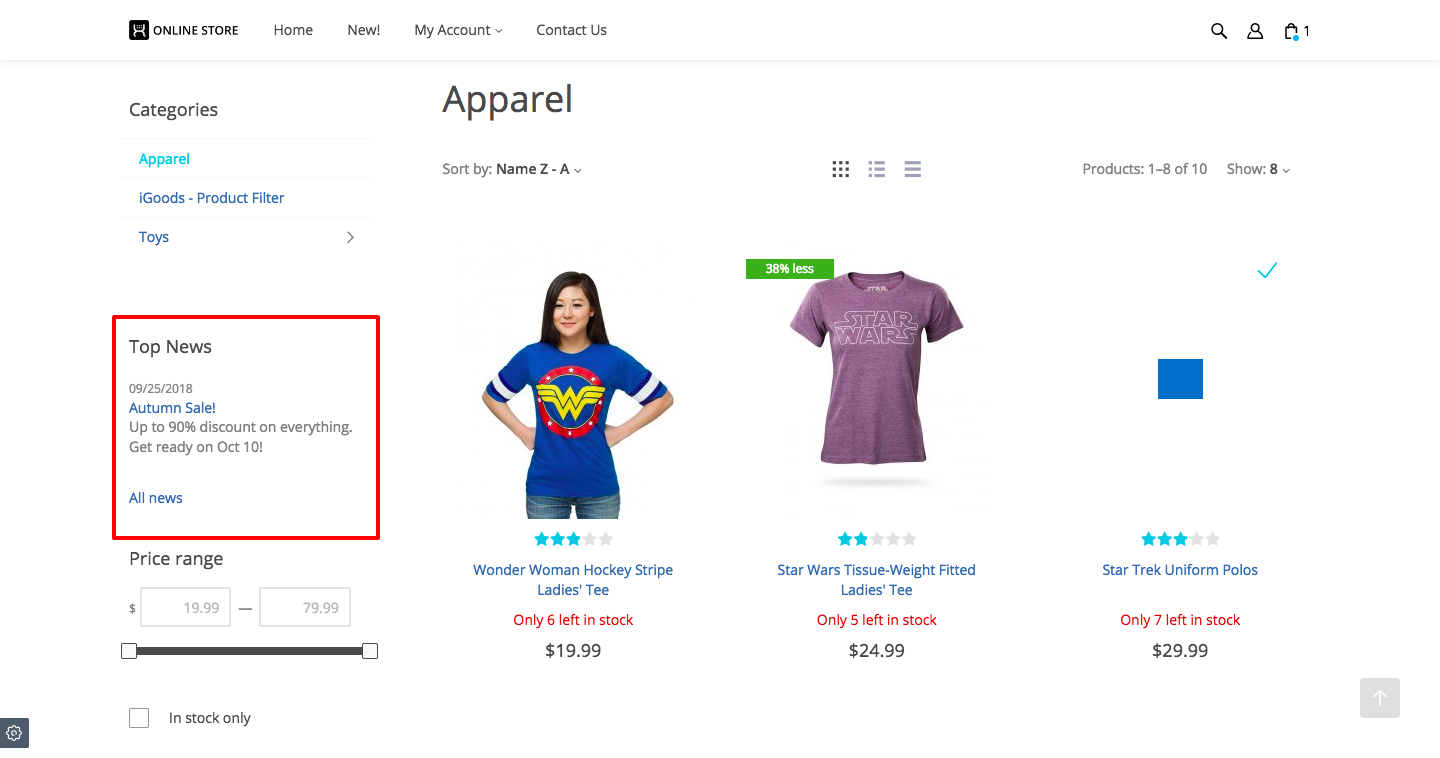 ONLINE STORE Home New! My Account Contact Us 1
Categories
Apparel
iGoods - Product Filter
Toys
Top News
09/25/2018
Autumn Sale!
Up to 90% discount on everything.
Get ready on Oct 10!
All news
Price range
$ 19.99 — 79.99
In stock only
Apparel
Sort by: Name Z - A Products: 1–8 of 10 Show: 8
Wonder Woman Hockey Stripe
Ladies' Tee
Only 6 left in stock
$19.99
38% less
STAR
WARS
Star Wars Tissue-Weight Fitted
Ladies' Tee
Only 5 left in stock
$24.99
Star Trek Uniform Polos
Only 7 left in stock
$29.99